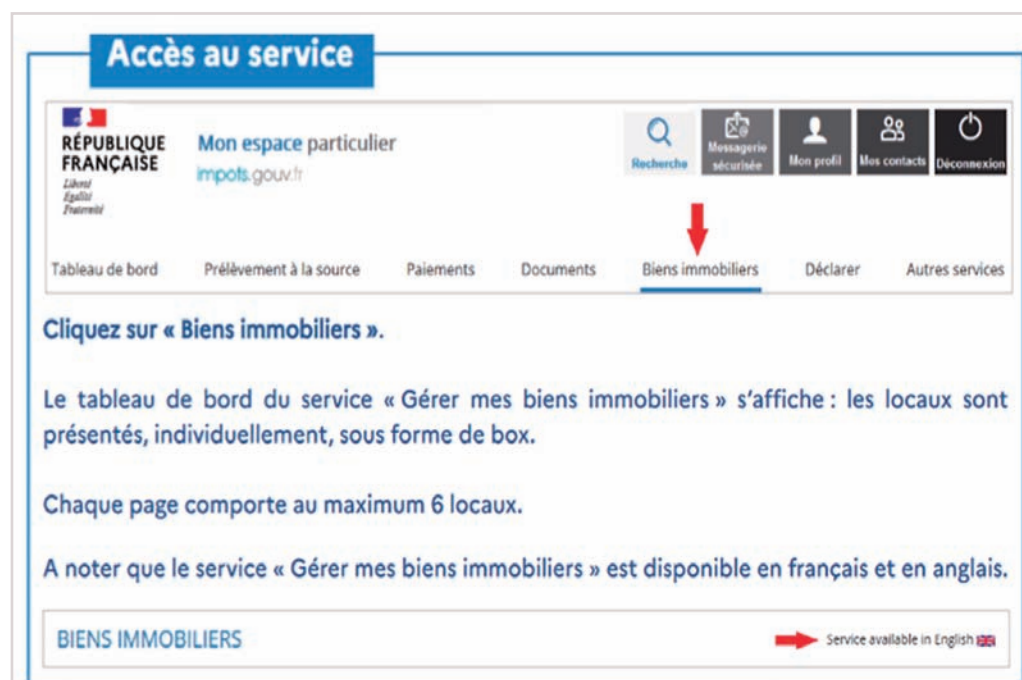 Accès au service
RÉPUBLIQUE
FRANÇAISE
Liberté
Égalité
Fraternité
Mon espace particulier
impots.gouv.fr
Recherche
Messagerie
sécurisée
Mon profil
Mes contacts
Déconnexion
Tableau de bord Prélèvement à la source Paiements Documents Biens immobiliers Déclarer Autres services
Cliquez sur « Biens immobiliers ».
Le tableau de bord du service « Gérer mes biens immobiliers » s'affiche : les locaux sont
présentés, individuellement, sous forme de box.
Chaque page comporte au maximum 6 locaux.
A noter que le service « Gérer mes biens immobiliers » est disponible en français et en anglais.
BIENS IMMOBILIERS
Service available in English